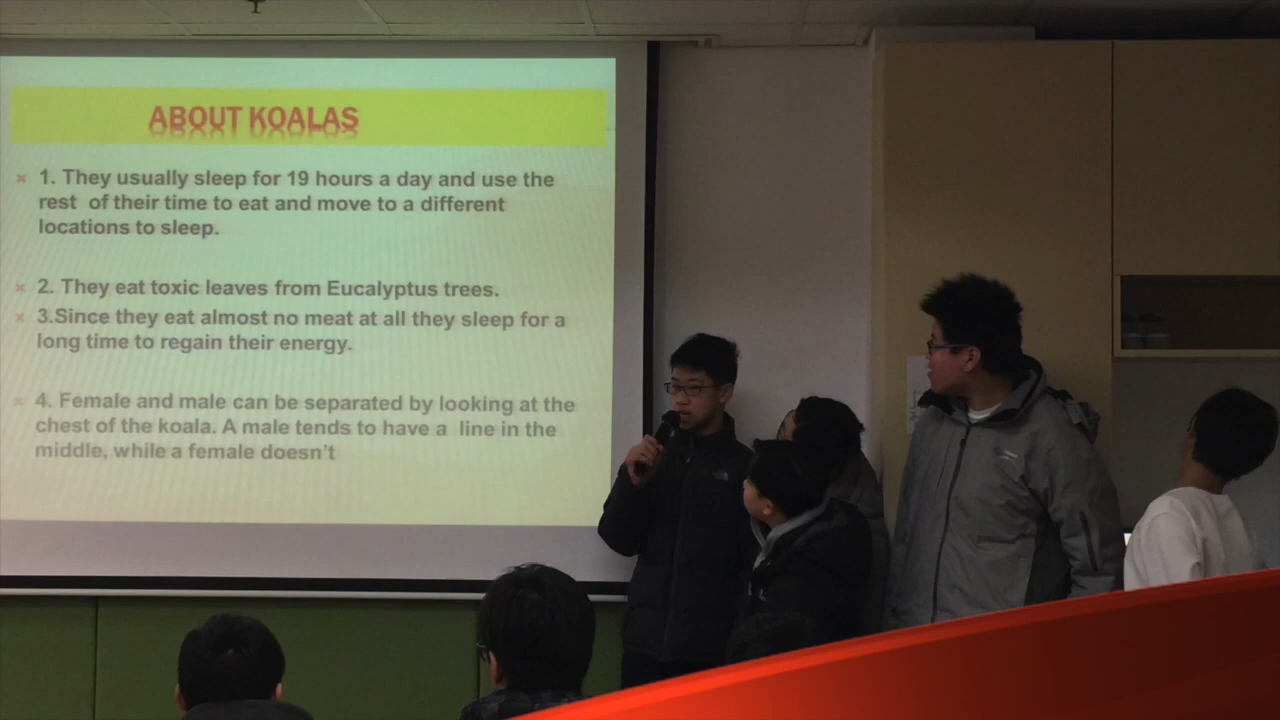 ABOUT KOALAS
1. They usually sleep for 19 hours a day and use the
rest of their time to eat and move to a different
locations to sleep.
2. They eat toxic leaves from Eucalyptus trees.
3.Since they eat almost no meat at all they sleep for a
long time to regain their energy.
4. Female and male can be separated by looking at the
chest of the koala. A male tends to have a line in the
middle, while a female doesn't